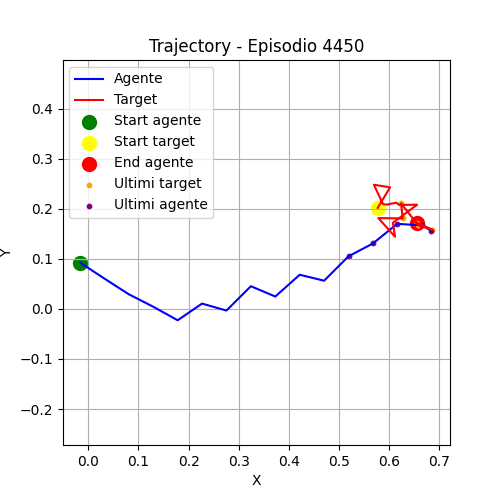 Trajectory - Episodio 4450
Agente
Target
Start agente
Start target
End agente
Ultimi target
Ultimi agente
0.4
0.3
0.2
0.1
0.0
−0.1
−0.2
Y
0.0 0.1 0.2 0.3 0.4 0.5 0.6 0.7
X